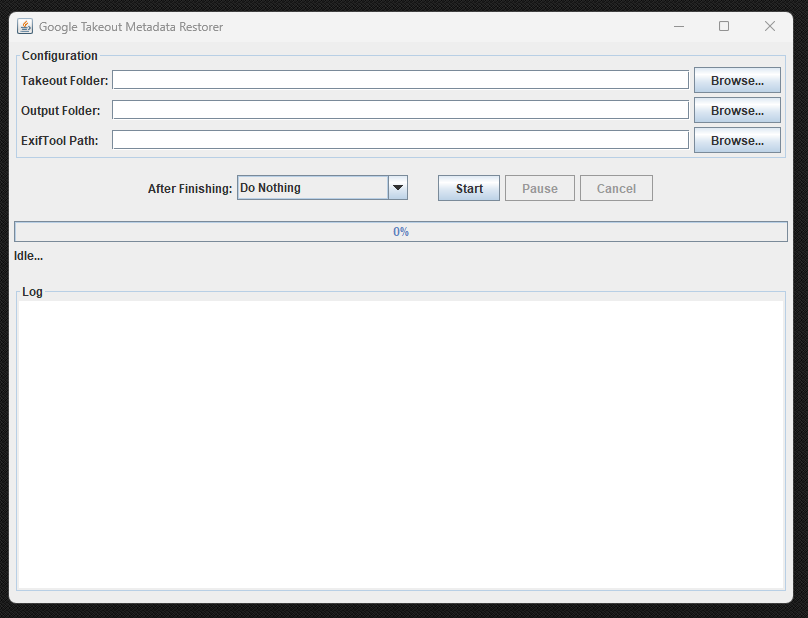 Google Takeout Metadata Restorer
Configuration
Takeout Folder: Browse...
Output Folder: Browse...
ExifTool Path: Browse...
After Finishing: Do Nothing Start Pause Cancel
0%
Idle...
Log